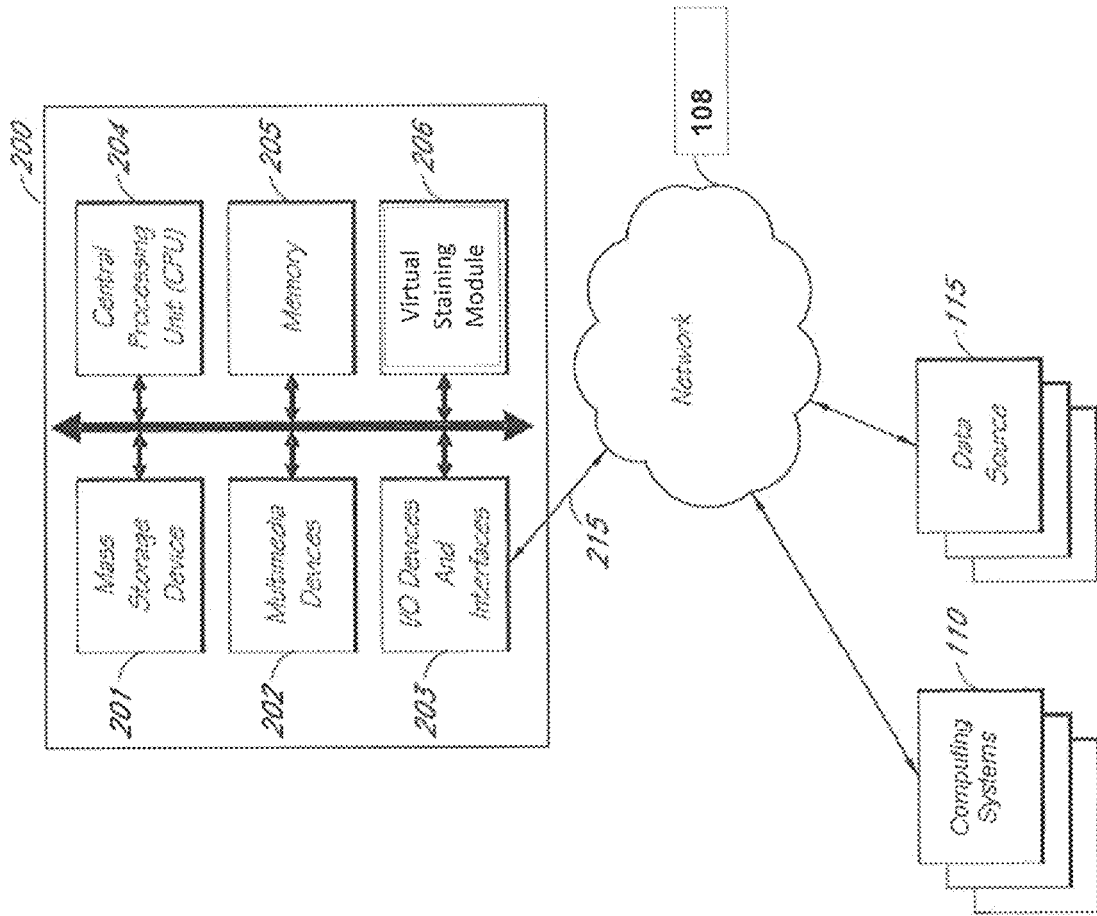 200
Mass
Storage
Device
201
Central
Processing
Unit (CPU)
204
Multimedia
Devices
202
Memory
205
I/O Devices
And
Interfaces
203
Virtual
Staining
Module
206
215
Network
108
Computing
Systems
110
Data
Source
115